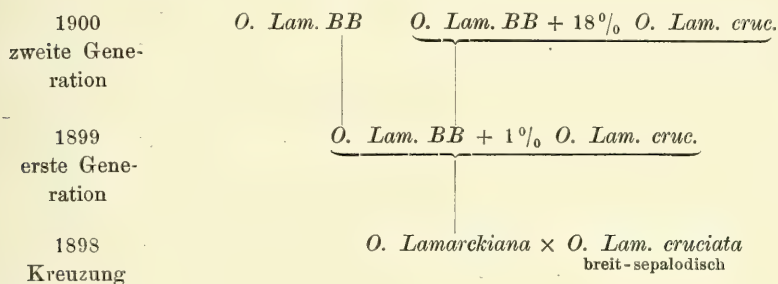 1900 O. Lam. BB O. Lam. BB + 18 % O. Lam. cruc.
zweite Gene-
ration
1899 O. Lam. BB + 1 % O. Lam. cruc.
erste Gene-
ration
1898 O. Lamarckiana × O. Lam. cruciata
Kreuzung breit-sepalodisch